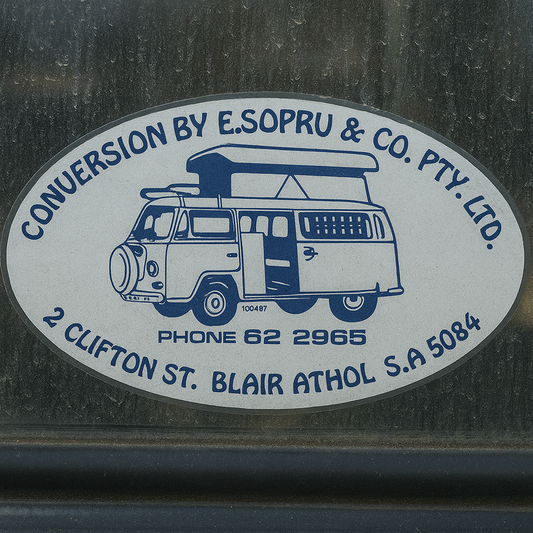 CONVERSION BY E.SOPRU & CO. PTY. LTD.
100487
PHONE 62 2965
2 CLIFTON ST. BLAIR ATHOL S.A 5084